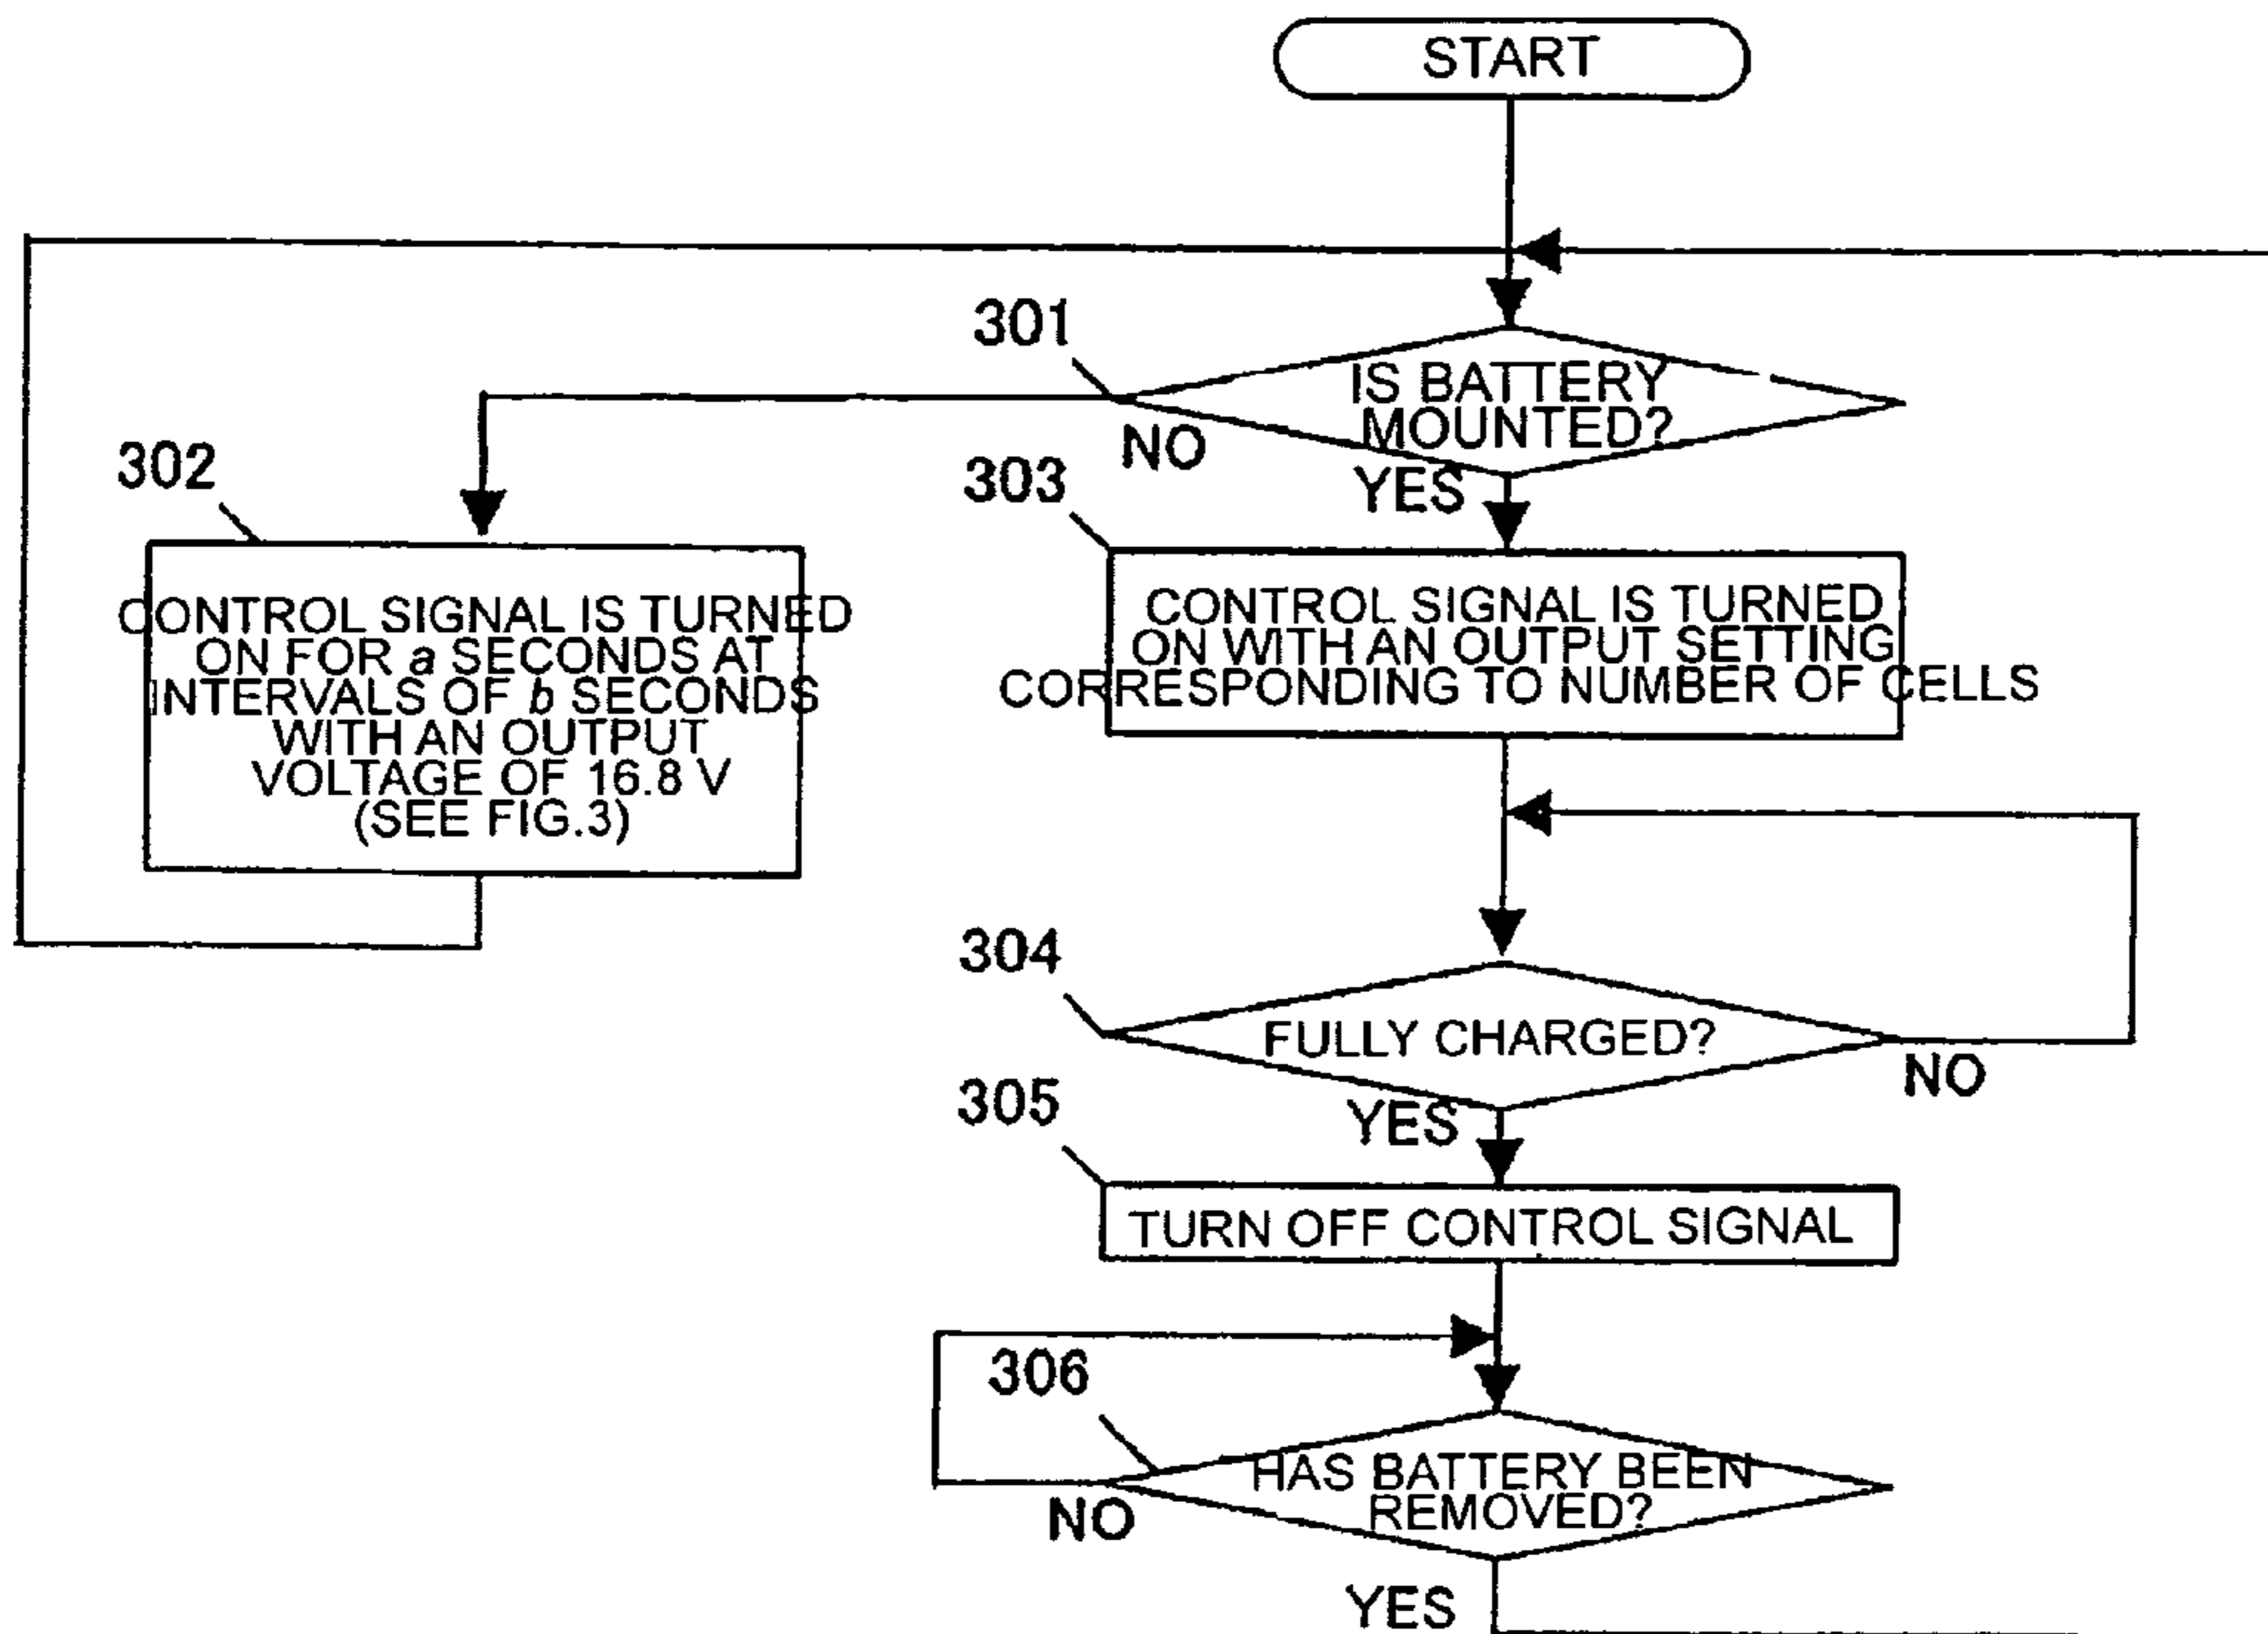 START
301
IS BATTERY
MOUNTED?
NO
YES
302
CONTROL SIGNAL IS TURNED
ON FOR a SECONDS AT
INTERVALS OF b SECONDS
WITH AN OUTPUT
VOLTAGE OF 16.8 V
(SEE FIG.3)
303
CONTROL SIGNAL IS TURNED
ON WITH AN OUTPUT SETTING
CORRESPONDING TO NUMBER OF CELLS
304
FULLY CHARGED?
NO
YES
305
TURN OFF CONTROL SIGNAL
306
HAS BATTERY BEEN
REMOVED?
NO
YES